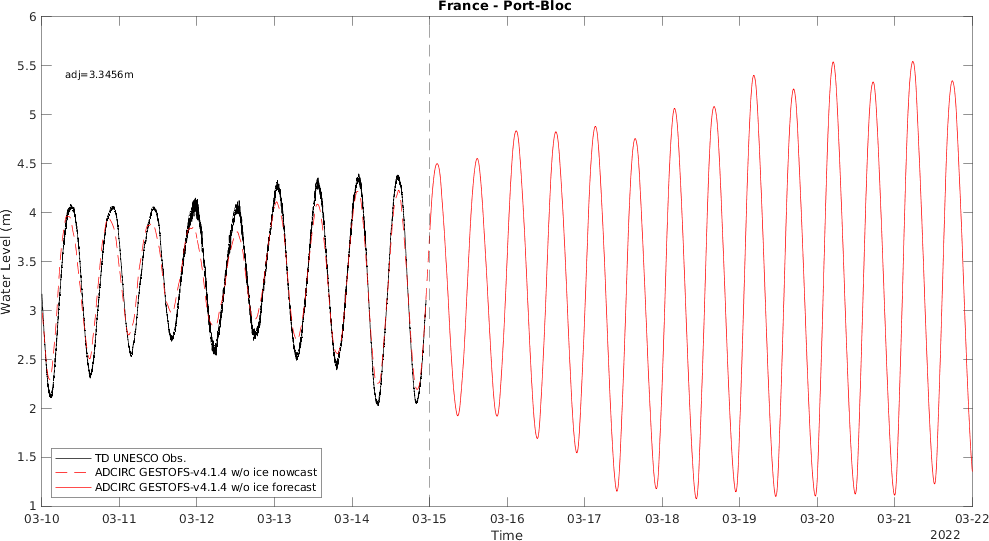 France - Port-Bloc
6
5.5
5
4.5
4
3.5
3
2.5
2
1.5
1
Water Level (m)
adj=3.3456m
TD UNESCO Obs.
ADCIRC GESTOFS-v4.1.4 w/o ice nowcast
ADCIRC GESTOFS-v4.1.4 w/o ice forecast
03-10 03-11 03-12 03-13 03-14 03-15 03-16 03-17 03-18 03-19 03-20 03-21 03-22
Time
2022